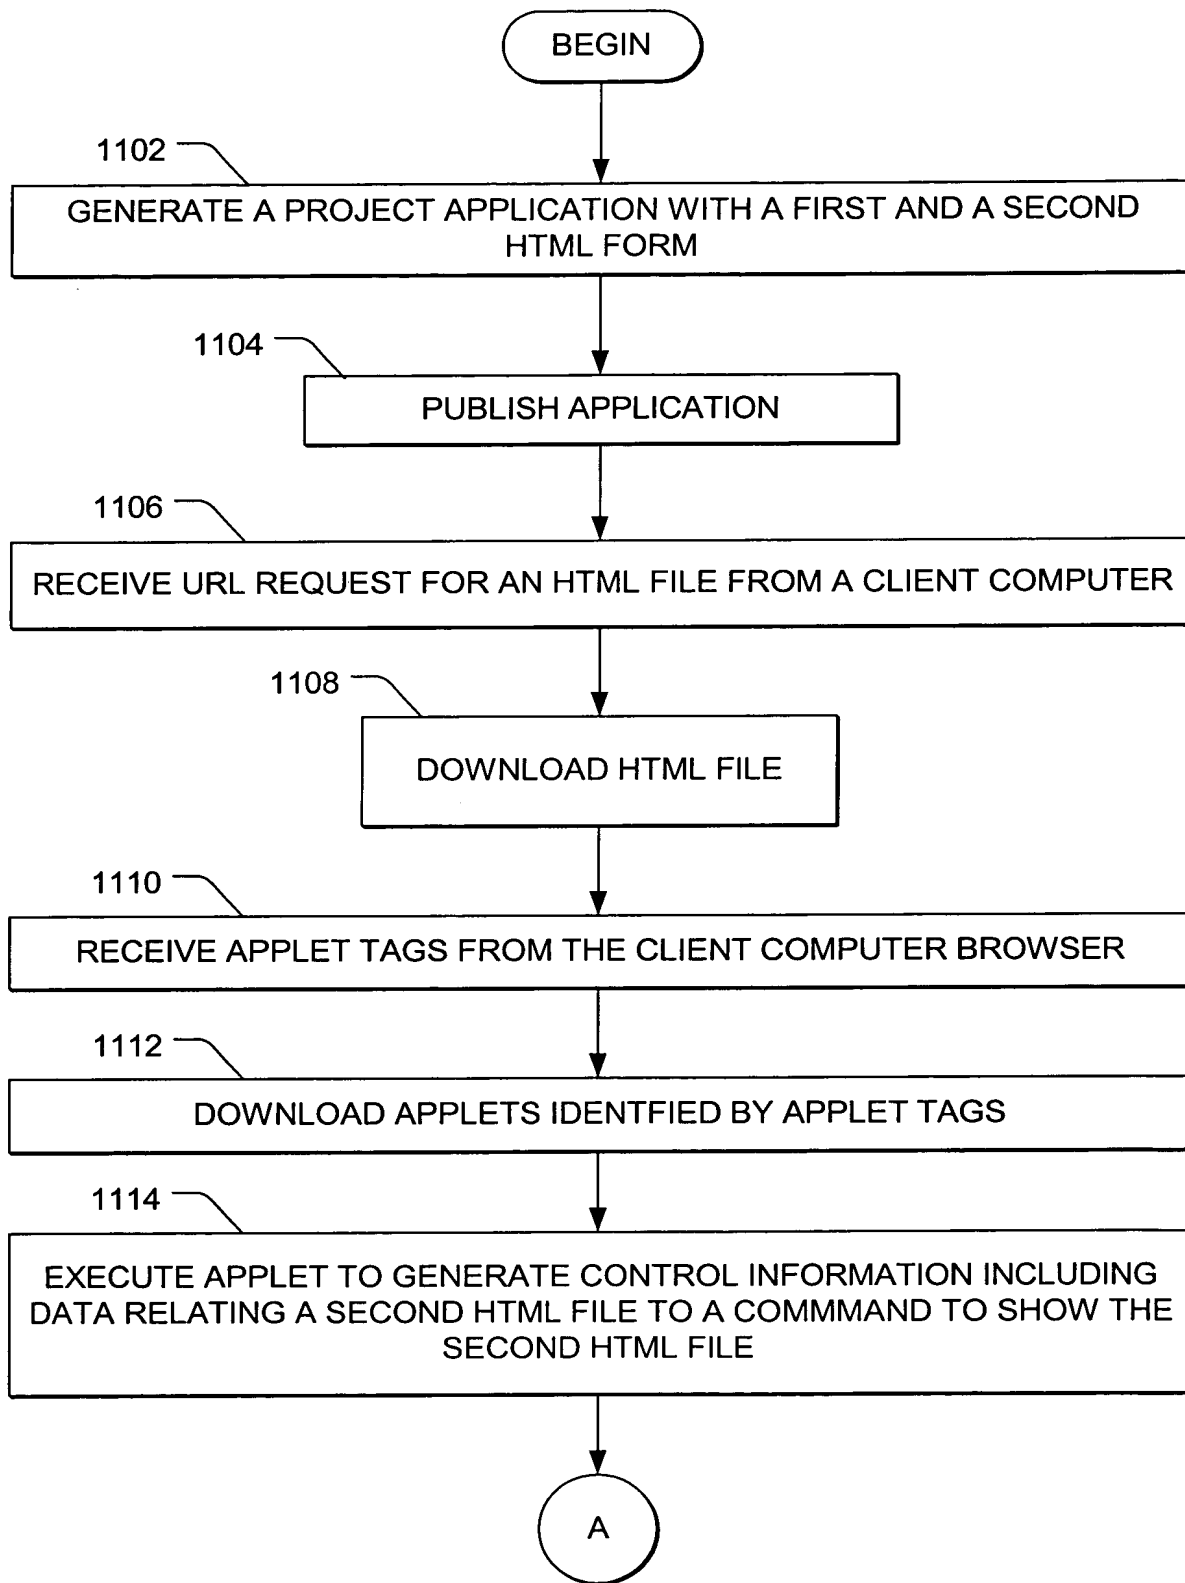 BEGIN
1102
GENERATE A PROJECT APPLICATION WITH A FIRST AND A SECOND
HTML FORM
1104
PUBLISH APPLICATION
1106
RECEIVE URL REQUEST FOR AN HTML FILE FROM A CLIENT COMPUTER
1108
DOWNLOAD HTML FILE
1110
RECEIVE APPLET TAGS FROM THE CLIENT COMPUTER BROWSER
1112
DOWNLOAD APPLETS IDENTFIED BY APPLET TAGS
1114
EXECUTE APPLET TO GENERATE CONTROL INFORMATION INCLUDING
DATA RELATING A SECOND HTML FILE TO A COMMMAND TO SHOW THE
SECOND HTML FILE
A